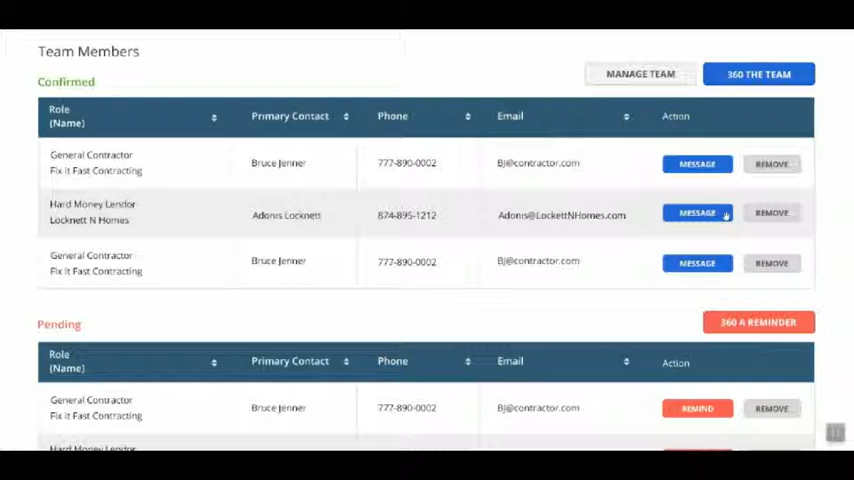 Team Members
Confirmed
MANAGE TEAM 360 THE TEAM
Role (Name) Primary Contact Phone Email Action
General Contractor
Fix it Fast Contracting Bruce Jenner 777-890-0002 BJ@contractor.com MESSAGE REMOVE
Hard Money Lendor
Locknett N Homes Adonis Locknett 874-895-1212 Adonis@LockettNHomes.com MESSAGE REMOVE
General Contractor
Fix it Fast Contracting Bruce Jenner 777-890-0002 BJ@contractor.com MESSAGE REMOVE
Pending 360 A REMINDER
Role (Name) Primary Contact Phone Email Action
General Contractor
Fix it Fast Contracting Bruce Jenner 777-890-0002 BJ@contractor.com REMIND REMOVE
Hard Money Lendor